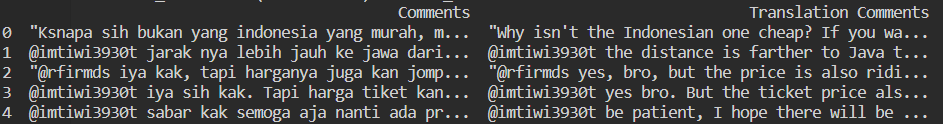 Comments Translation Comments
0 "Ksnapa sih bukan yang indonesia yang murah, m... "Why isn't the Indonesian one cheap? If you wa...
1 @imtiwi3930t jarak nya lebih jauh ke jawa dari... @imtiwi3930t the distance is farther to Java t...
2 "@rfirmds iya kak, tapi harganya juga kan jomp... "@rfirmds yes, bro, but the price is also ridi...
3 @imtiwi3930t iya sih kak. Tapi harga tiket kan... @imtiwi3930t yes bro. But the ticket price als...
4 @imtiwi3930t sabar kak semoga aja nanti ada pr... @imtiwi3930t be patient, I hope there will be ...